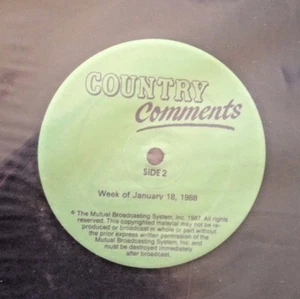 COUNTRY
Comments
SIDE 2
Week of January 18, 1988
The Mutual Broadcasting System, Inc. 1987. All rights
reserved. This copyrighted material may not be re-
produced or broadcast in whole or part without
the prior express written permission of the
Mutual Broadcasting System, Inc. and
must be destroyed immediately
after broadcast.